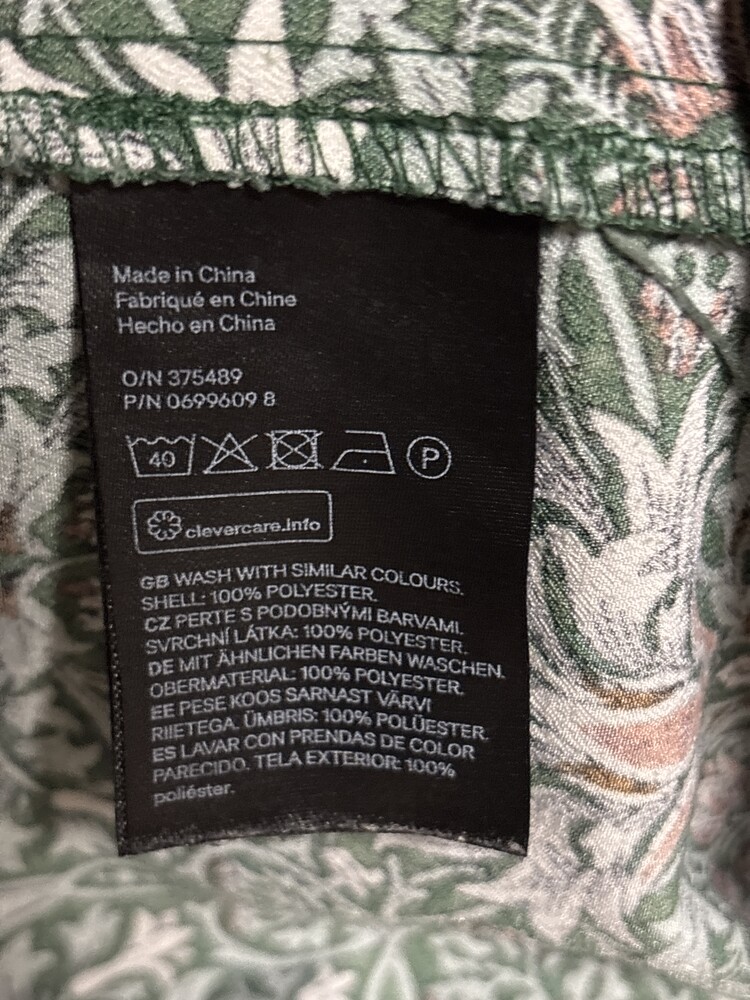 Made in China
Fabriqué en Chine
Hecho en China
O/N 375489
P/N 0699609 8
40 P
clevercare.info
GB WASH WITH SIMILAR COLOURS.
SHELL: 100% POLYESTER.
CZ PERTE S PODOBNÝMI BARVAMI.
SVRCHNÍ LÁTKA: 100% POLYESTER.
DE MIT ÄHNLICHEN FARBEN WASCHEN.
OBERMATERIAL: 100% POLYESTER.
EE PESE KOOS SARNAST VÄRVI
RIIETEGA. ÜMBRIS: 100% POLÜESTER.
ES LAVAR CON PRENDAS DE COLOR
PARECIDO. TELA EXTERIOR: 100%
poliéster.